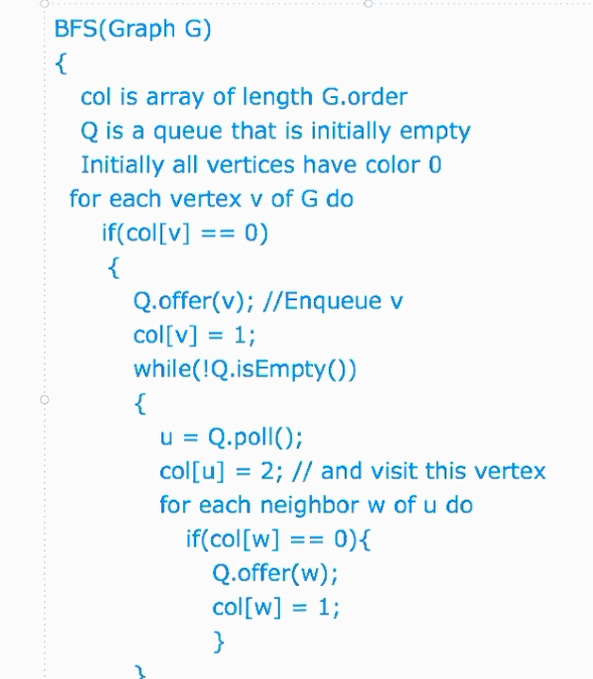 BFS(Graph G)
{
col is array of length G.order
Q is a queue that is initially empty
Initially all vertices have color 0
for each vertex v of G do
if(col[v] == 0)
{
Q.offer(v); //Enqueue v
col[v] = 1;
while(!Q.isEmpty())
{
u = Q.poll();
col[u] = 2; // and visit this vertex
for each neighbor w of u do
if(col[w] == 0){
Q.offer(w);
col[w] = 1;
}
}